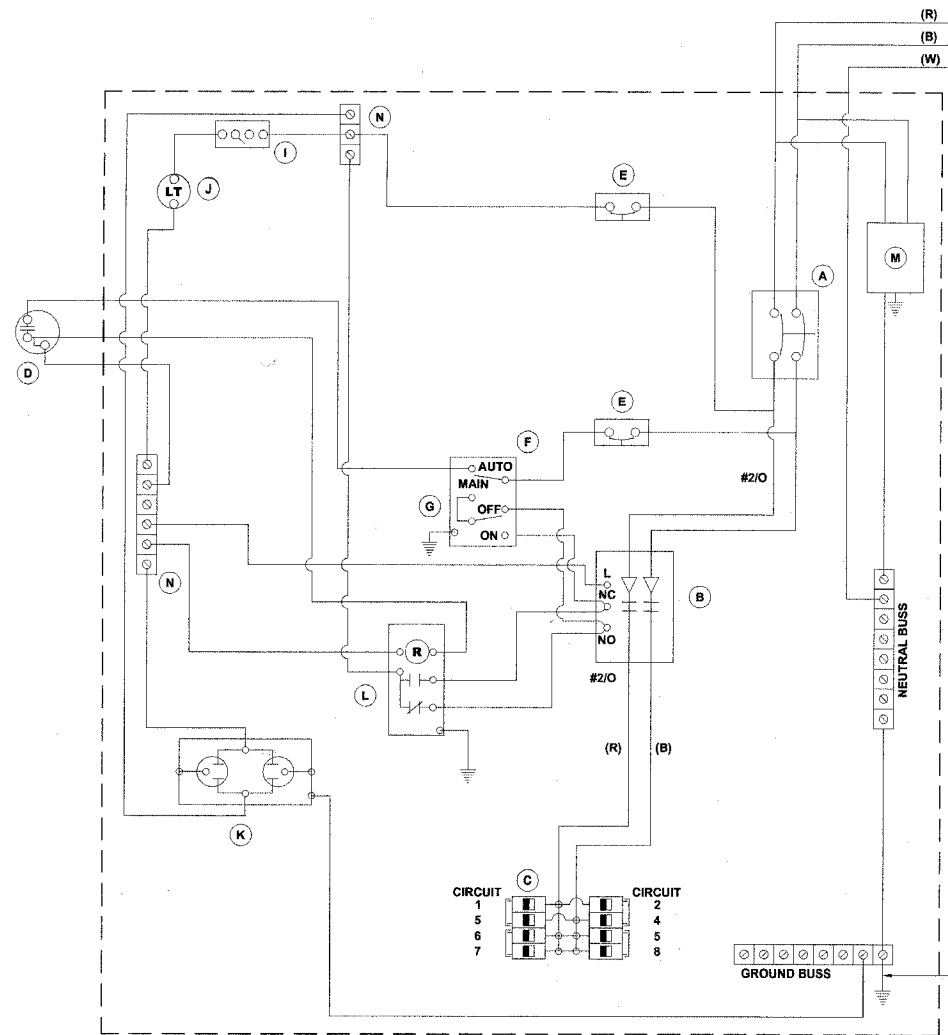 (R)
(B)
(W)
N
I
LT
J
E
M
A
D
E
F
AUTO
MAIN
#2/O
G
OFF
ON
N
L
NC
B
NO
NEUTRAL BUSS
R
L
#2/O
(R)
(B)
K
C
CIRCUIT
CIRCUIT
1
2
5
4
6
5
7
8
GROUND BUSS